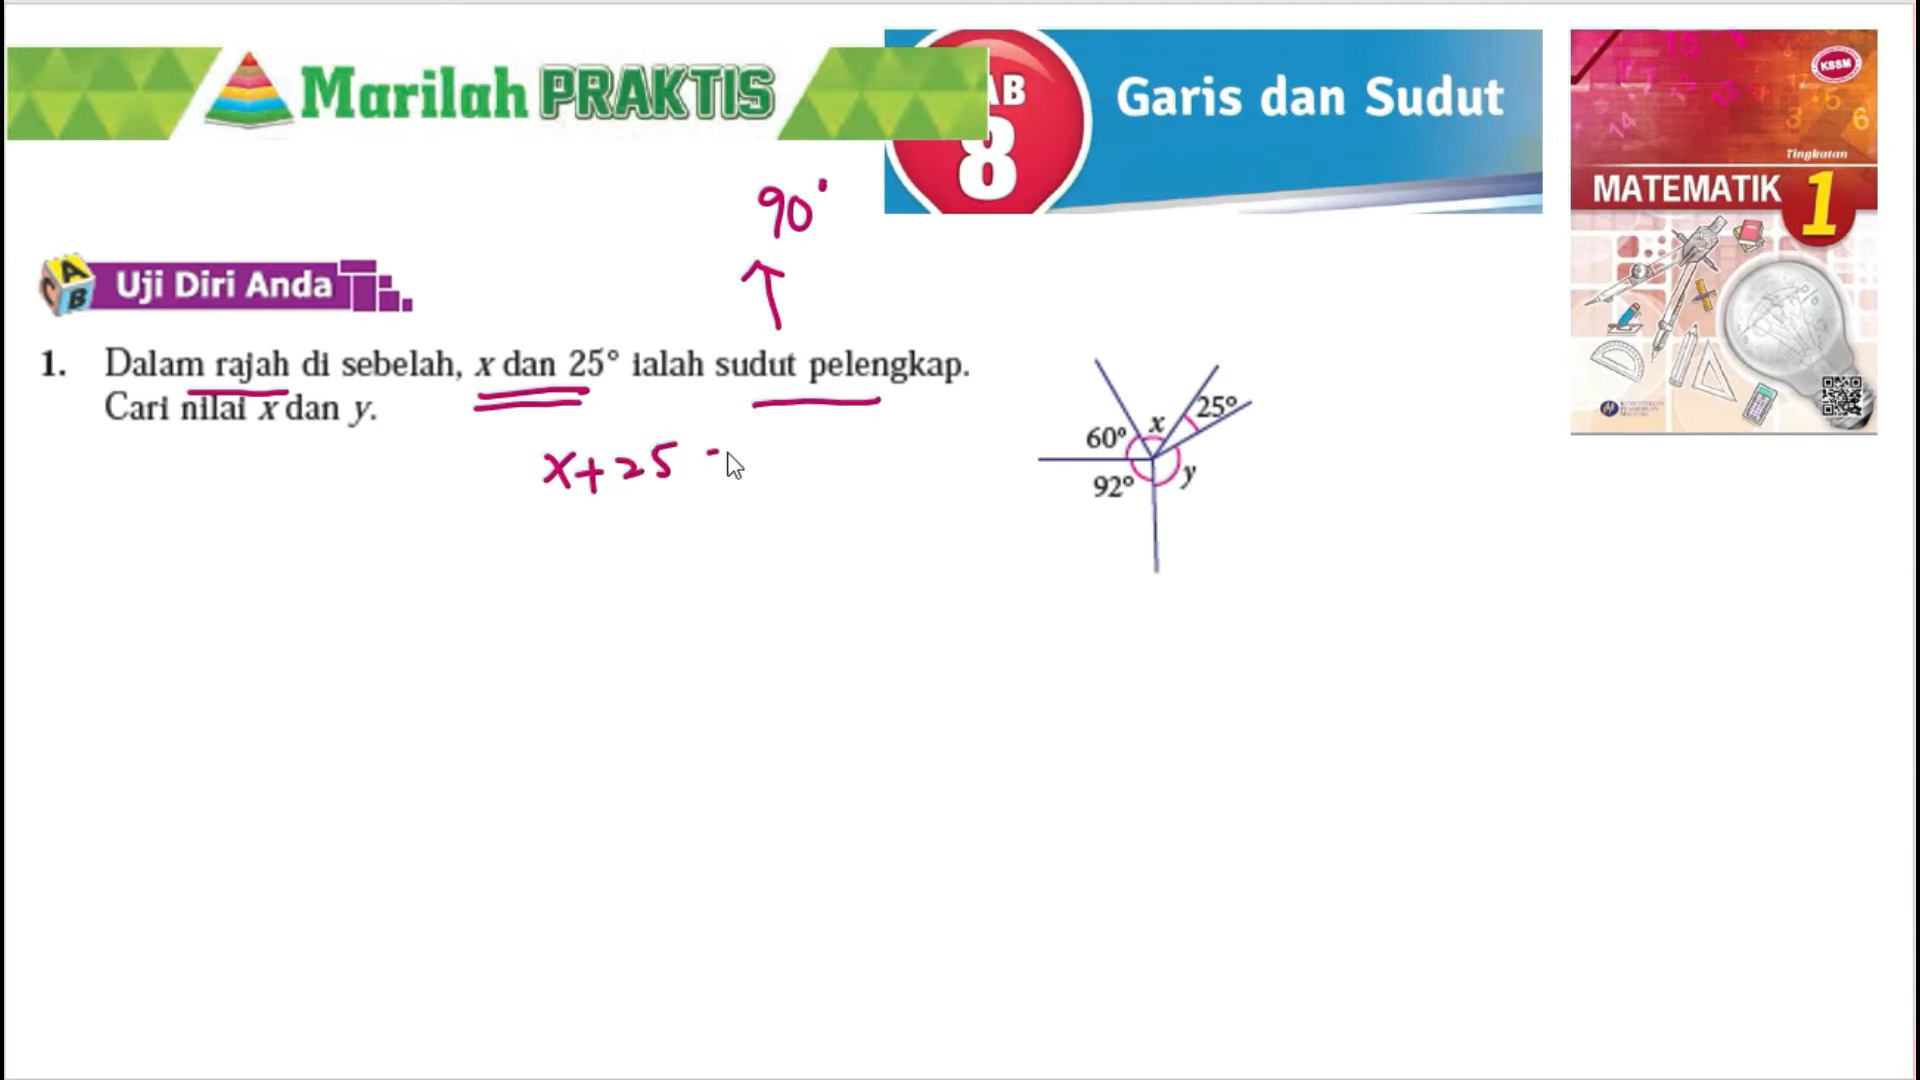 Marilah PRAKTIS
AB
8
Garis dan Sudut
KSSM
Tingkatan
MATEMATIK 1
90°
Uji Diri Anda
A
B
C
1. Dalam rajah di sebelah, x dan 25° ialah sudut pelengkap.
Cari nilai x dan y.
x+25 -
60°
x
25°
92°
y